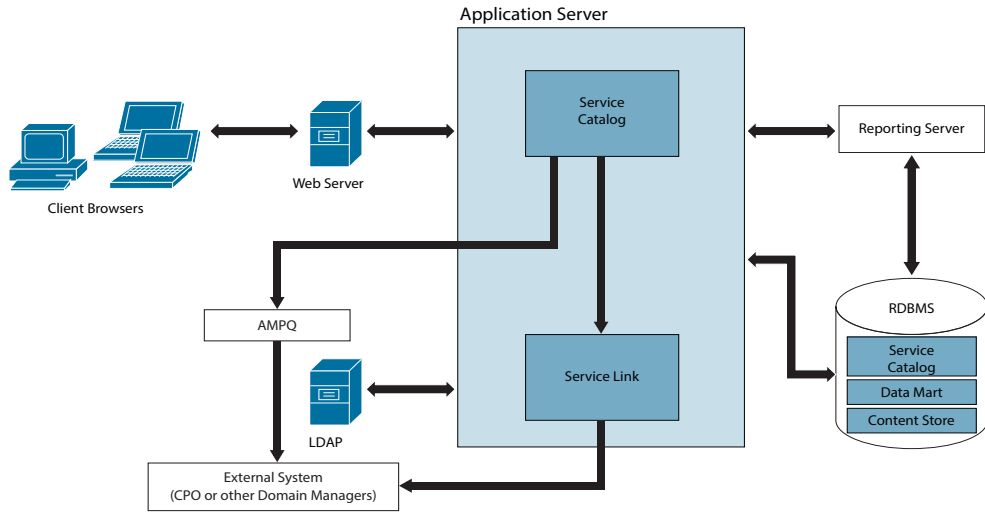 Application Server
Service
Catalog
Reporting Server
Web Server
Client Browsers
RDBMS
AMPQ
Service
Catalog
Service Link
Data Mart
Content Store
LDAP
External System
(CPO or other Domain Managers)